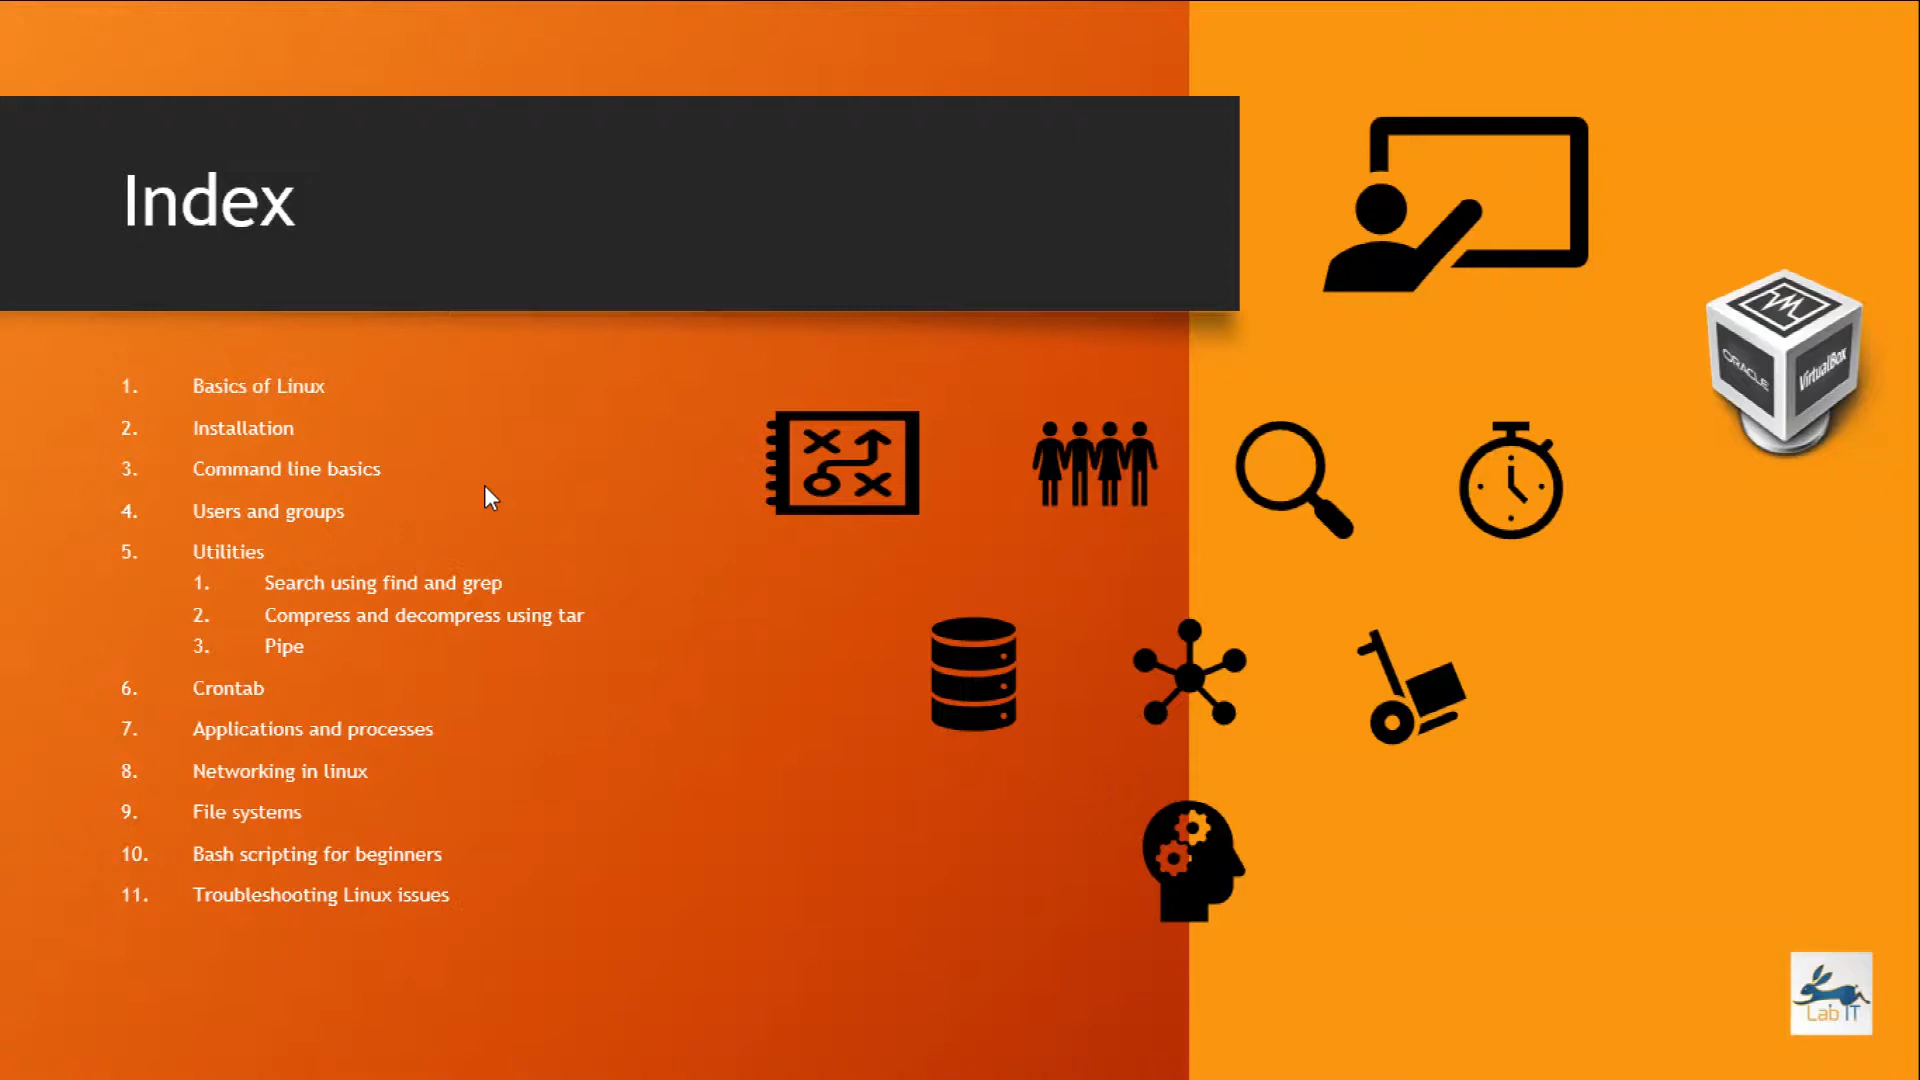 Index
1. Basics of Linux
2. Installation
3. Command line basics
4. Users and groups
5. Utilities
1. Search using find and grep
2. Compress and decompress using tar
3. Pipe
6. Crontab
7. Applications and processes
8. Networking in linux
9. File systems
10. Bash scripting for beginners
11. Troubleshooting Linux issues
ORACLE
VirtualBox
Lab IT